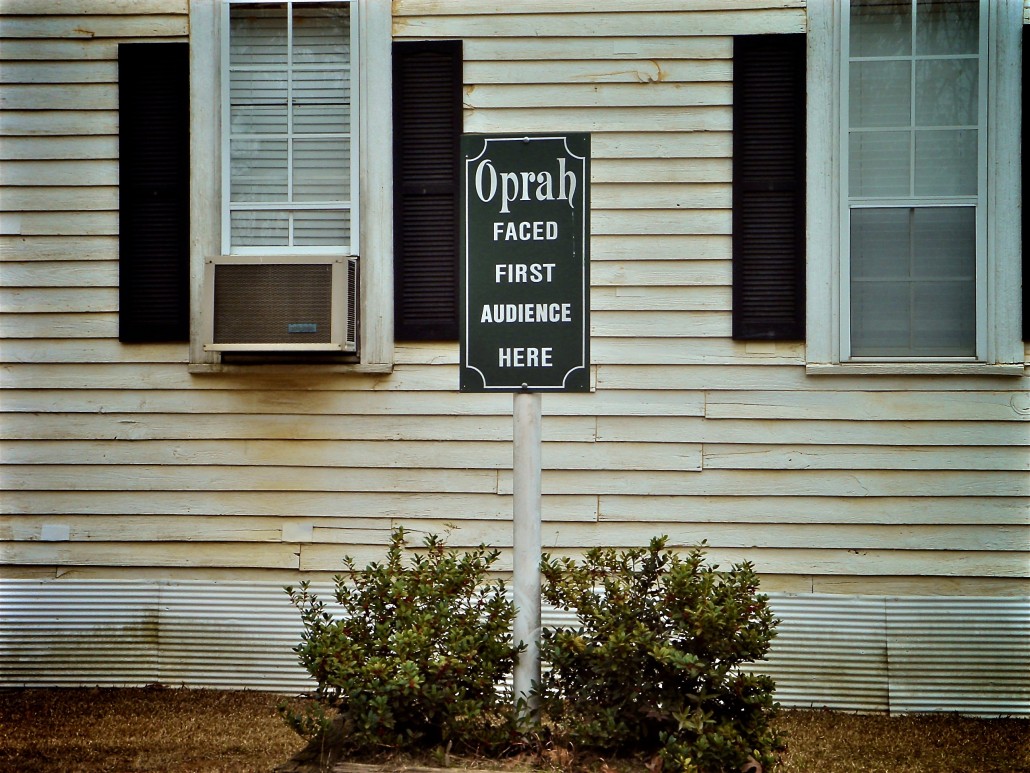 Oprah
FACED
FIRST
AUDIENCE
HERE